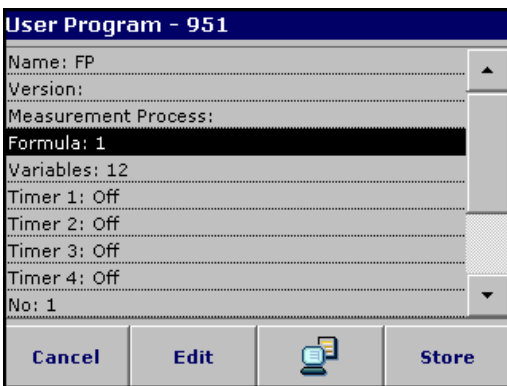 User Program - 951
Name: FP
Version:
Measurement Process:
Formula: 1
Variables: 12
Timer 1: Off
Timer 2: Off
Timer 3: Off
Timer 4: Off
No: 1
Cancel Edit Store